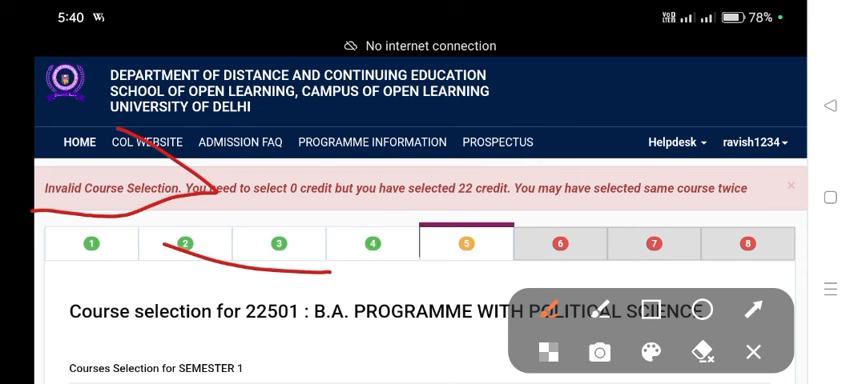 5:40 W 78%
No internet connection
DEPARTMENT OF DISTANCE AND CONTINUING EDUCATION
SCHOOL OF OPEN LEARNING, CAMPUS OF OPEN LEARNING
UNIVERSITY OF DELHI
HOME COL WEBSITE ADMISSION FAQ PROGRAMME INFORMATION PROSPECTUS Helpdesk ravish1234
Invalid Course Selection. You need to select 0 credit but you have selected 22 credit. You may have selected same course twice ×
1 2 3 4 5 6 7 8
Course selection for 22501 : B.A. PROGRAMME WITH POLITICAL SCIENCE
Courses Selection for SEMESTER 1